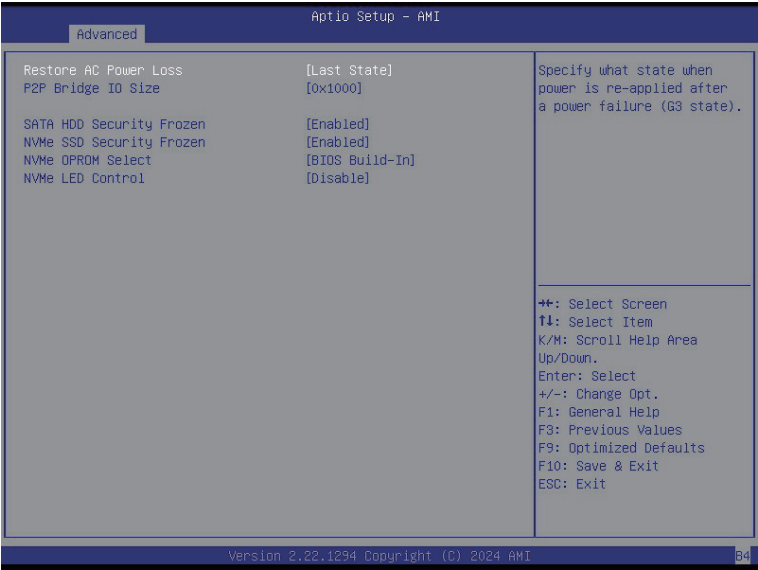 Aptio Setup – AMI
Advanced
Restore AC Power Loss [Last State]
P2P Bridge IO Size [0x1000]
SATA HDD Security Frozen [Enabled]
NVMe SSD Security Frozen [Enabled]
NVMe OPROM Select [BIOS Build-In]
NVMe LED Control [Disable]
Specify what state when
power is re-applied after
a power failure (G3 state).
→←: Select Screen
↑↓: Select Item
K/M: Scroll Help Area
Up/Down.
Enter: Select
+/-: Change Opt.
F1: General Help
F3: Previous Values
F9: Optimized Defaults
F10: Save & Exit
ESC: Exit
Version 2.22.1294 Copyright (C) 2024 AMI
B4